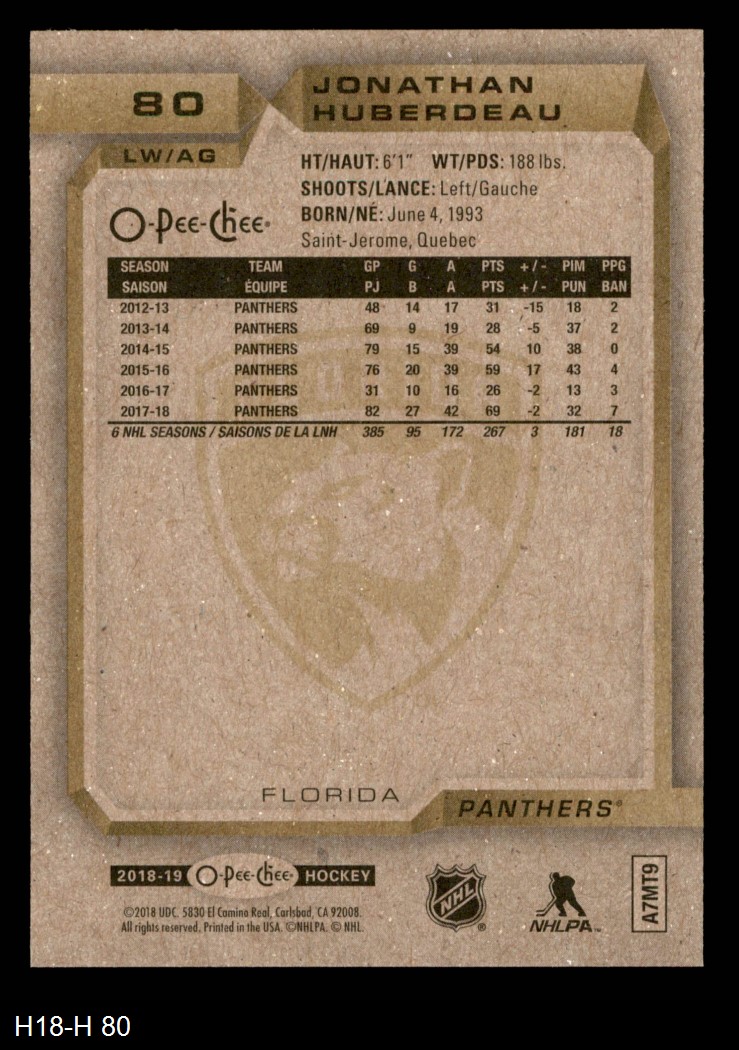 80
JONATHAN
HUBERDEAU
LW/AG
HT/HAUT: 6'1" WT/PDS: 188 lbs.
SHOOTS/LANCE: Left/Gauche
BORN/NÉ: June 4, 1993
Saint-Jerome, Quebec
O-Pee-Chee
SEASON TEAM GP G A PTS +/- PIM PPG
SAISON ÉQUIPE PJ B A PTS +/- PUN BAN
2012-13 PANTHERS 48 14 17 31 -15 18 2
2013-14 PANTHERS 69 9 19 28 -5 37 2
2014-15 PANTHERS 79 15 39 54 10 38 0
2015-16 PANTHERS 76 20 39 59 17 43 4
2016-17 PANTHERS 31 10 16 26 -2 13 3
2017-18 PANTHERS 82 27 42 69 -2 32 7
6 NHL SEASONS / SAISONS DE LA LNH 385 95 172 267 3 181 18
FLORIDA
PANTHERS®
2018-19 O-Pee-Chee HOCKEY
©2018 UDC. 5830 El Camino Real, Carlsbad, CA 92008.
All rights reserved. Printed in the USA. ©NHLPA. © NHL.
NHL®
NHLPA™
A7MT9
H18-H 80